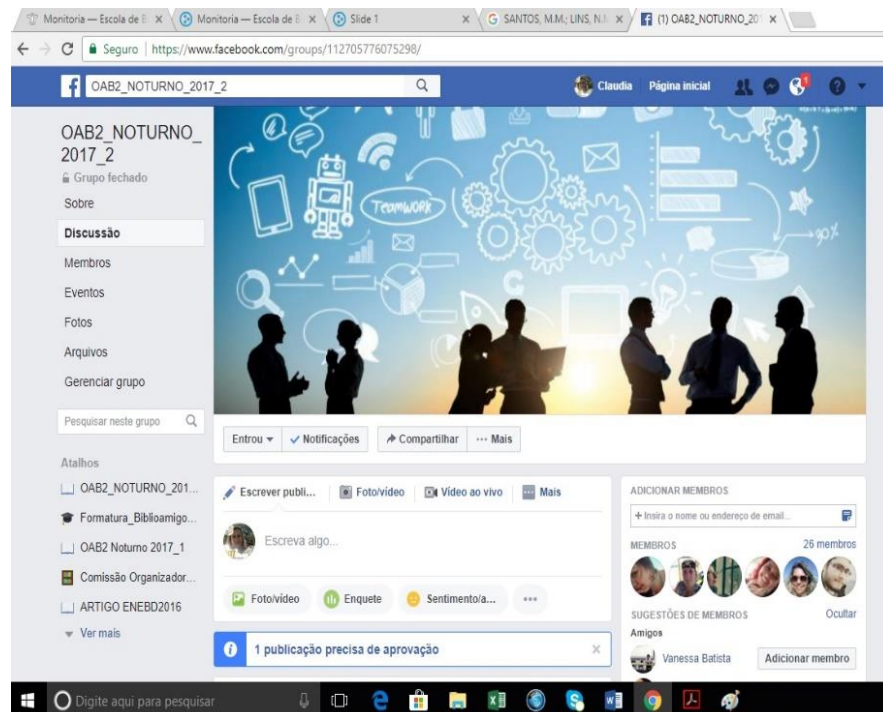 Monitoria — Escola de B
Monitoria — Escola de B
Slide 1
SANTOS, M.M.; LINS, N.
(1) OAB2_NOTURNO_201
Seguro | https://www.facebook.com/groups/112705776075298/
OAB2_NOTURNO_2017_2
Claudia
Página inicial
1
OAB2_NOTURNO_
2017_2
Grupo fechado
Sobre
Discussão
Membros
Eventos
Fotos
Arquivos
Gerenciar grupo
Pesquisar neste grupo
Atalhos
OAB2_NOTURNO_201...
Formatura_Biblioamigo...
OAB2 Noturno 2017_1
Comissão Organizador...
ARTIGO ENEBD2016
Ver mais
TEAMWORK
90%
Entrou
Notificações
Compartilhar
Mais
Escrever publi...
Foto/vídeo
Vídeo ao vivo
Mais
Escreva algo...
Foto/vídeo
Enquete
Sentimento/a...
1 publicação precisa de aprovação
ADICIONAR MEMBROS
+ Insira o nome ou endereço de email...
MEMBROS
26 membros
SUGESTÕES DE MEMBROS
Ocultar
Amigos
Vanessa Batista
Adicionar membro
Digite aqui para pesquisar